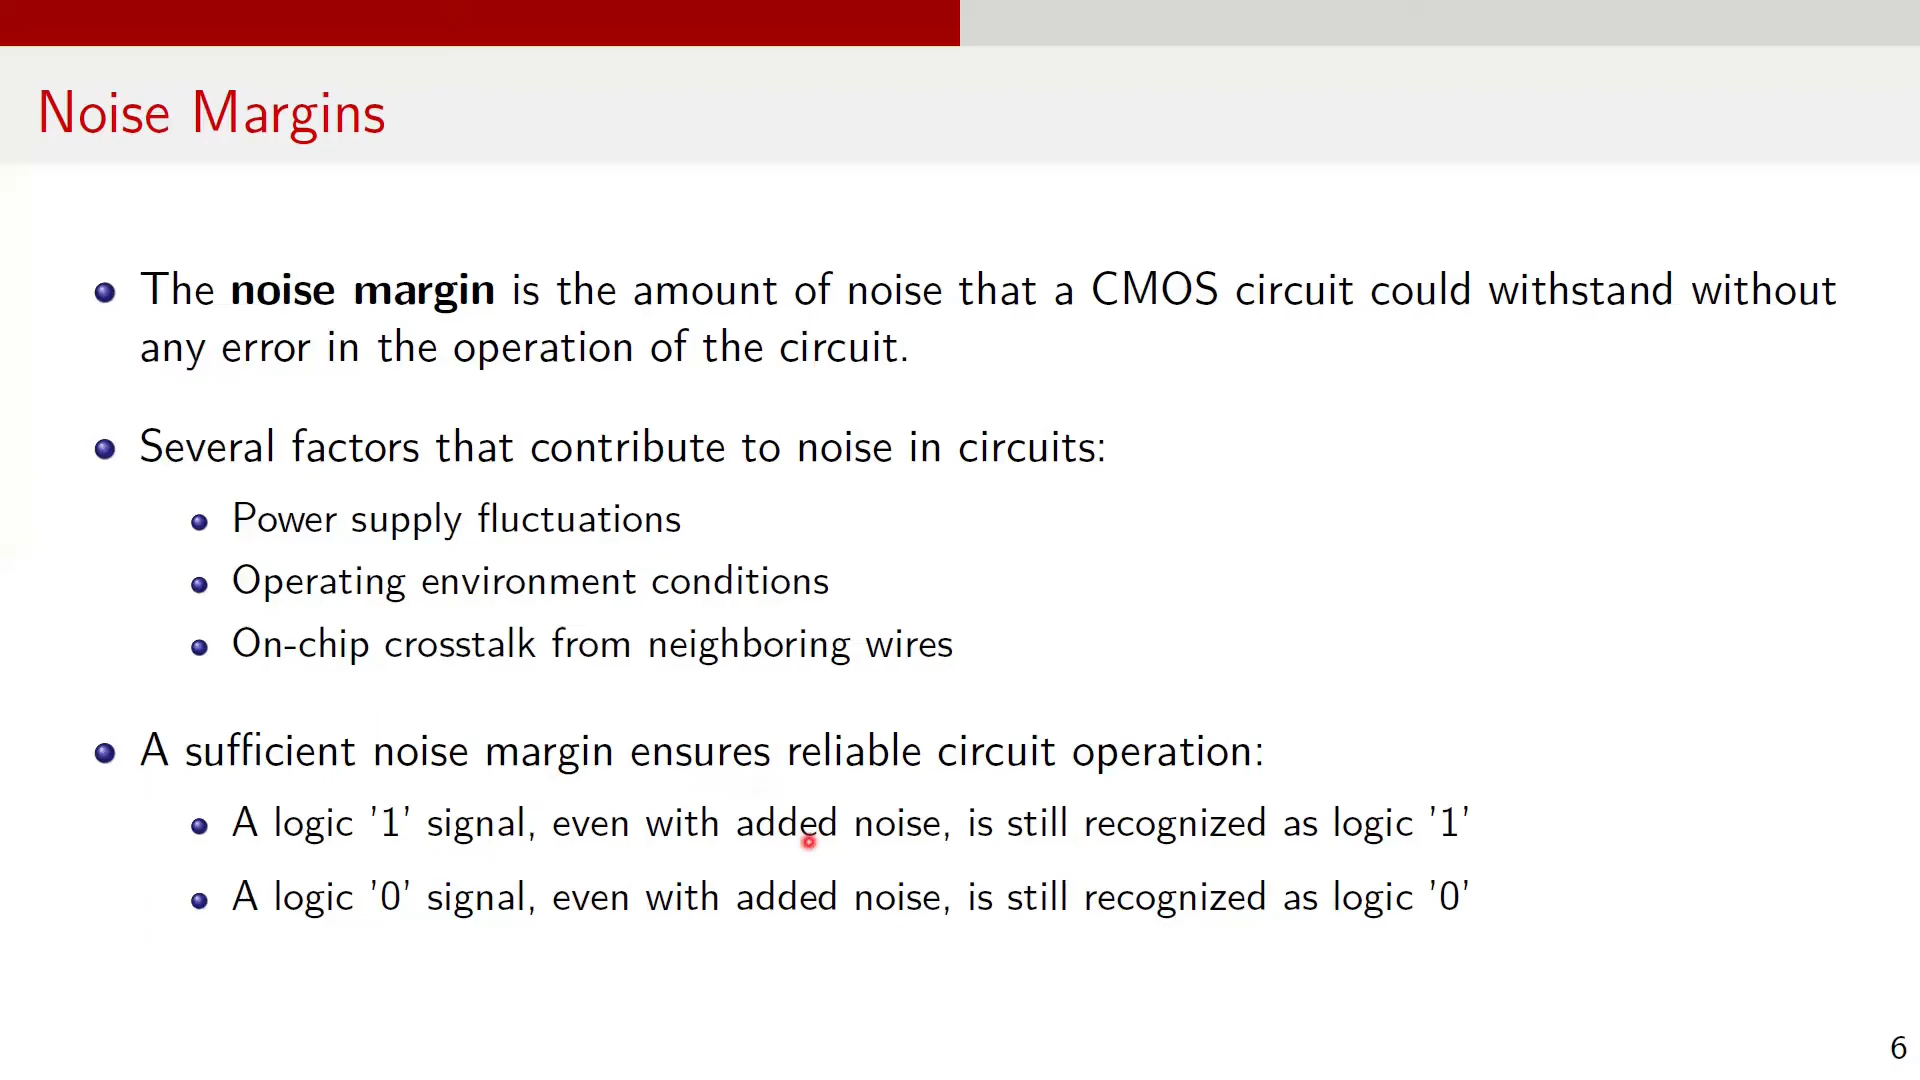 Noise Margins
The noise margin is the amount of noise that a CMOS circuit could withstand without
any error in the operation of the circuit.
Several factors that contribute to noise in circuits:
Power supply fluctuations
Operating environment conditions
On-chip crosstalk from neighboring wires
A sufficient noise margin ensures reliable circuit operation:
A logic '1' signal, even with added noise, is still recognized as logic '1'
A logic '0' signal, even with added noise, is still recognized as logic '0'
6